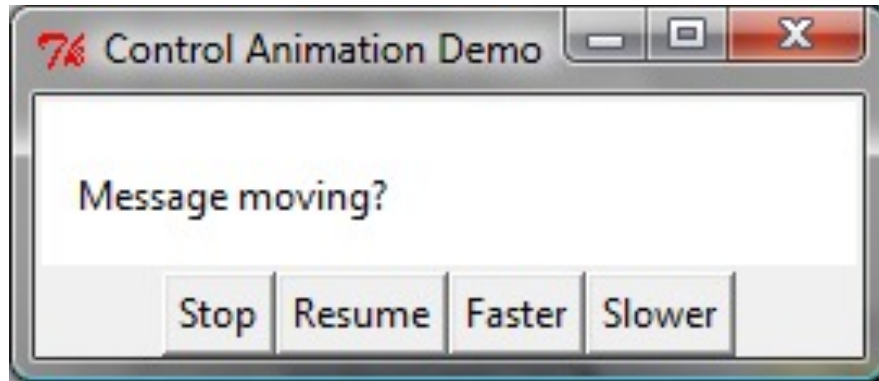 Control Animation Demo
Message moving?
Stop Resume Faster Slower